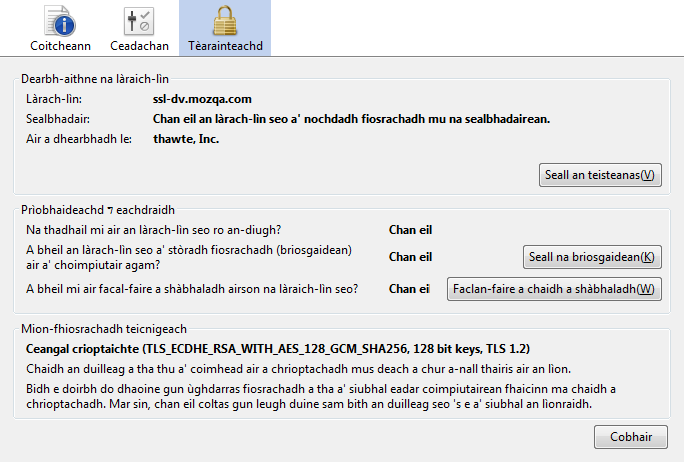 Coitcheann
Ceadachan
Tèarainteachd
Dearbh-aithne na làraich-lìn
Làrach-lìn: ssl-dv.mozqa.com
Sealbhadair: Chan eil an làrach-lìn seo a' nochdadh fiosrachadh mu na sealbhadairean.
Air a dhearbhadh le: thawte, Inc.
Seall an teisteanas(V)
Prìobhaideachd ⁊ eachdraidh
Na thadhail mi air an làrach-lìn seo ro an-diugh? Chan eil
A bheil an làrach-lìn seo a' stòradh fiosrachadh (briosgaidean)
air a' choimpiutair agam? Chan eil Seall na briosgaidean(K)
A bheil mi air facal-faire a shàbhaladh airson na làraich-lìn seo? Chan eil Faclan-faire a chaidh a shàbhaladh(W)
Mion-fhiosrachadh teicnigeach
Ceangal crioptaichte (TLS_ECDHE_RSA_WITH_AES_128_GCM_SHA256, 128 bit keys, TLS 1.2)
Chaidh an duilleag a tha thu a' coimhead air a chrioptachadh mus deach a chur a-nall thairis air an lìon.
Bidh e doirbh do dhaoine gun ùghdarras fiosrachadh a tha a' siubhal eadar coimpiutairean fhaicinn ma chaidh a
chrioptachadh. Mar sin, chan eil coltas gun leugh duine sam bith an duilleag seo 's e a' siubhal an lìonraidh.
Cobhair